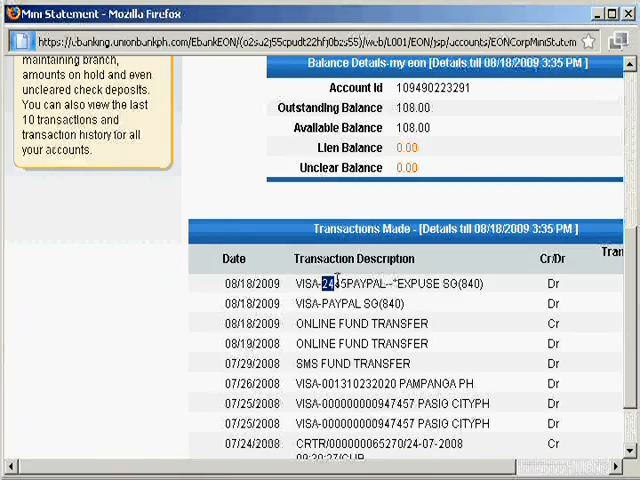 Mini Statement - Mozilla Firefox
maintaining branch,
amounts on hold and even
uncleared check deposits.
You can also view the last
10 transactions and
transaction history for all
your accounts.
Balance Details-my eon [Details till 08/18/2009 3:35 PM ]
Account Id 109490223291
Outstanding Balance 108.00
Available Balance 108.00
Lien Balance 0.00
Unclear Balance 0.00
Transactions Made - [Details till 08/18/2009 3:35 PM ]
Tran
Date Transaction Description Cr/Dr
08/18/2009 Dr
08/18/2009 VISA-PAYPAL SG(840) Dr
08/18/2009 ONLINE FUND TRANSFER Cr
08/19/2008 ONLINE FUND TRANSFER Dr
07/29/2008 SMS FUND TRANSFER Dr
07/26/2008 VISA-001310232020 PAMPANGA PH Dr
07/25/2008 VISA-000000000947457 PASIG CITYPH Dr
07/25/2008 VISA-000000000947457 PASIG CITYPH Dr
07/24/2008 CRTR/000000065270/24-07-2008 Dr